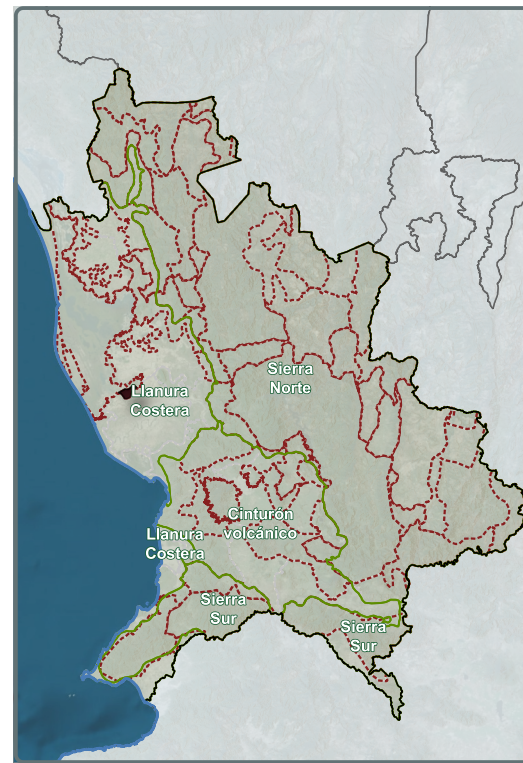 Sierra
Norte
Llanura
Costera
Cinturón
volcánico
Llanura
Costera
Sierra
Sur
Sierra
Sur